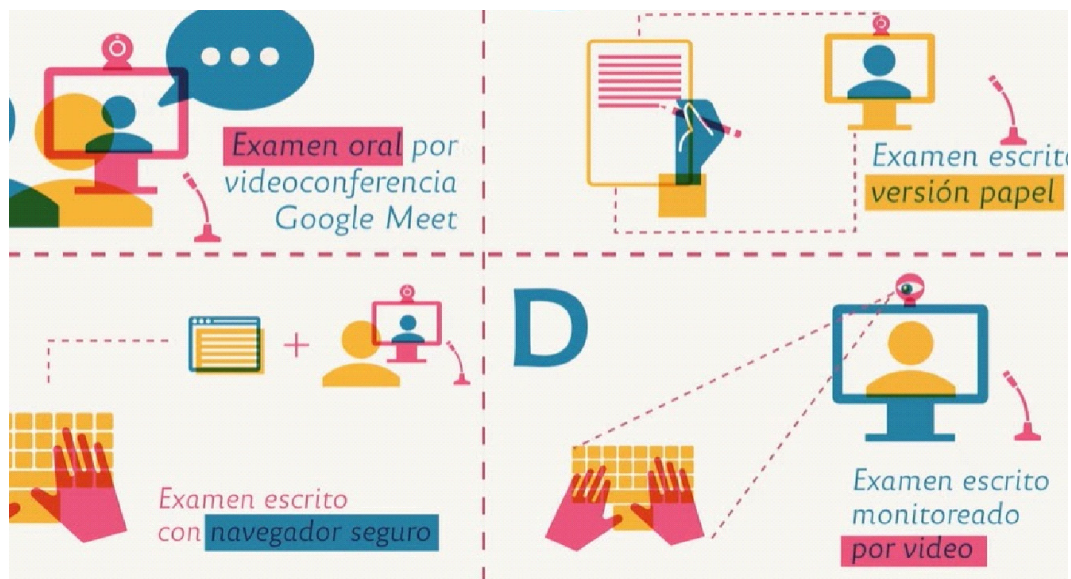 Examen oral por
videoconferencia
Google Meet
Examen escrito
versión papel
Examen escrito
con navegador seguro
D
Examen escrito
monitoreado
por video